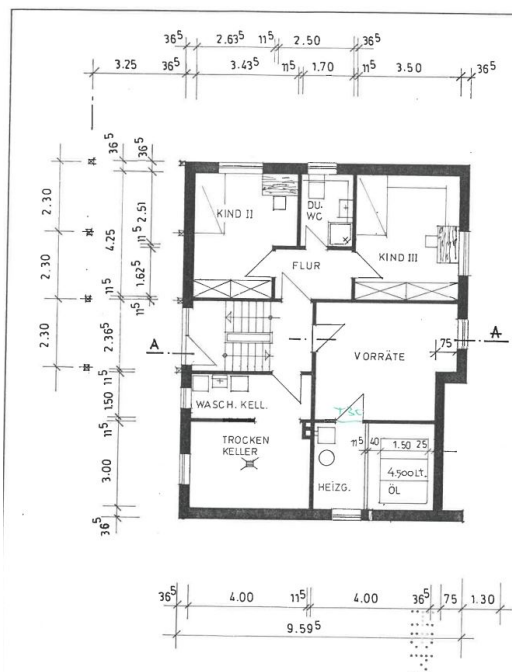 36⁵ 2.63⁵ 11⁵ 2.50 36⁵
3.25 36⁵ 3.43⁵ 11⁵ 1.70 11⁵ 3.50 36⁵
36⁵ 36⁵
2.30 4.25 2.51
KIND II
DU.
WC
KIND III
FLUR
11⁵
2.30 1.62⁵
11⁵ 11⁵
2.30 2.36⁵
A A
75
VORRÄTE
11⁵
1.50
WASCH. KELL.
11⁵
TROCKEN
KELLER
11⁵ 40 1.50 25
3.00
HEIZG.
4.500LT.
ÖL
36⁵
36⁵ 4.00 11⁵ 4.00 36⁵ 75 1.30
9.59⁵